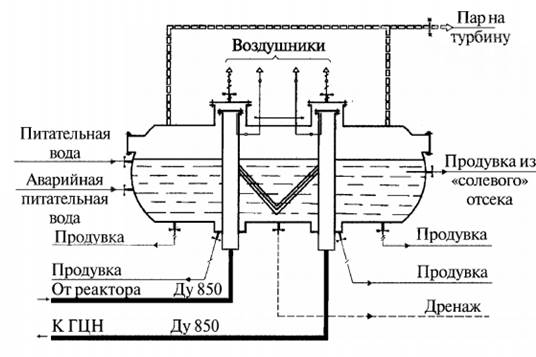 Пар на
турбину
Воздушники
Питательная
вода
Аварийная
питательная
вода
Продувка из
«солевого»
отсека
Продувка
Продувка
Продувка
Продувка
От реактора Ду 850
Дренаж
К ГЦН Ду 850